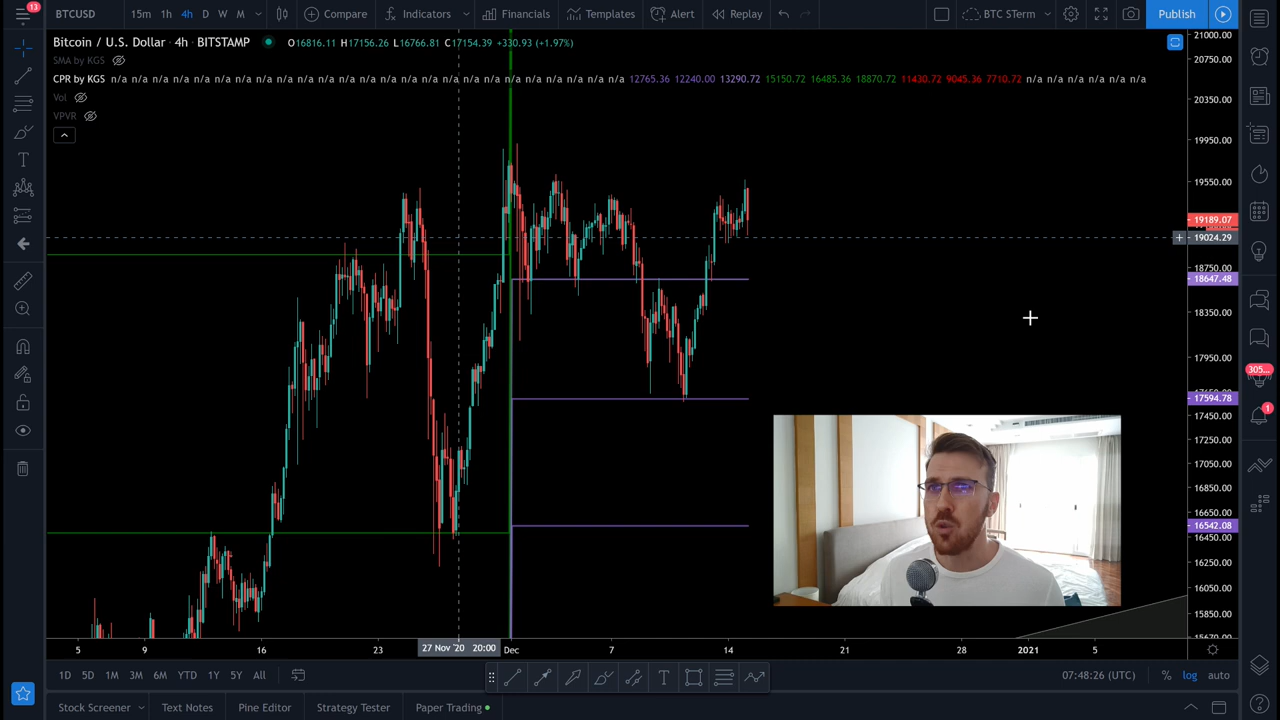 13
BTCUSD 15m 1h 4h D W M Compare Indicators Financials Templates Alert Replay BTC STerm Publish
Bitcoin / U.S. Dollar · 4h · BITSTAMP O16816.11 H17156.26 L16766.81 C17154.39 +330.93 (+1.97%)
SMA by KGS
CPR by KGS n/a n/a n/a n/a n/a n/a n/a n/a n/a n/a n/a n/a n/a n/a n/a n/a n/a n/a n/a n/a n/a 12765.36 12240.00 13290.72 15150.72 16485.36 18870.72 11430.72 9045.36 7710.72 n/a n/a n/a n/a n/a n/a
Vol
VPVR
21000.00
20750.00
20350.00
19950.00
19550.00
19189.07
19024.29
18750.00
18647.48
18350.00
17950.00
17594.78
17450.00
17250.00
17050.00
16850.00
16650.00
16542.08
16450.00
16250.00
16050.00
15850.00
15670.00
305...
1
5 9 16 23 27 Nov '20 20:00 Dec 7 14 21 28 2021 5
1D 5D 1M 3M 6M YTD 1Y 5Y All 07:48:26 (UTC) % log auto
Stock Screener Text Notes Pine Editor Strategy Tester Paper Trading